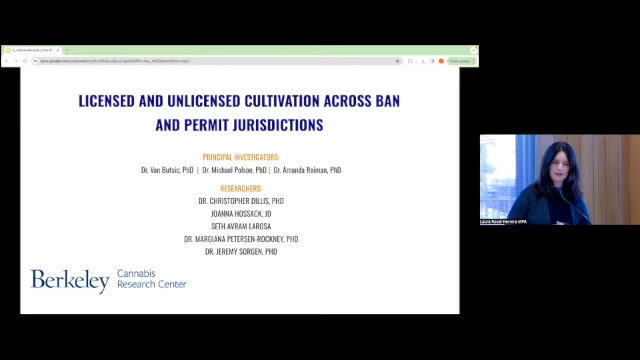 LICENSED AND UNLICENSED CULTIVATION ACROSS BAN
AND PERMIT JURISDICTIONS
PRINCIPAL INVESTIGATORS:
Dr. Van Butsic, PhD | Dr. Michael Polson, PhD | Dr. Amanda Reiman, PhD
RESEARCHERS:
DR. CHRISTOPHER DILLIS, PHD
JOANNA HOSSACK, JD
SETH AVRAM LAROSA
DR. MARGIANA PETERSEN-ROCKNEY, PHD
DR. JEREMY SORGEN, PHD
Berkeley
Cannabis
Research Center
MPA